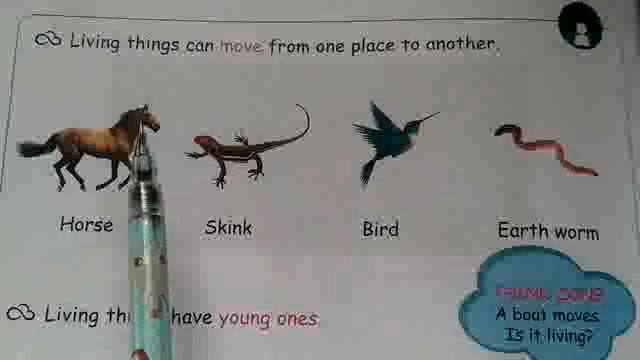 Living things can move from one place to another.
Horse Skink Bird Earth worm
THINK ZONE
A boat moves
Is it living?
Living thi have young ones